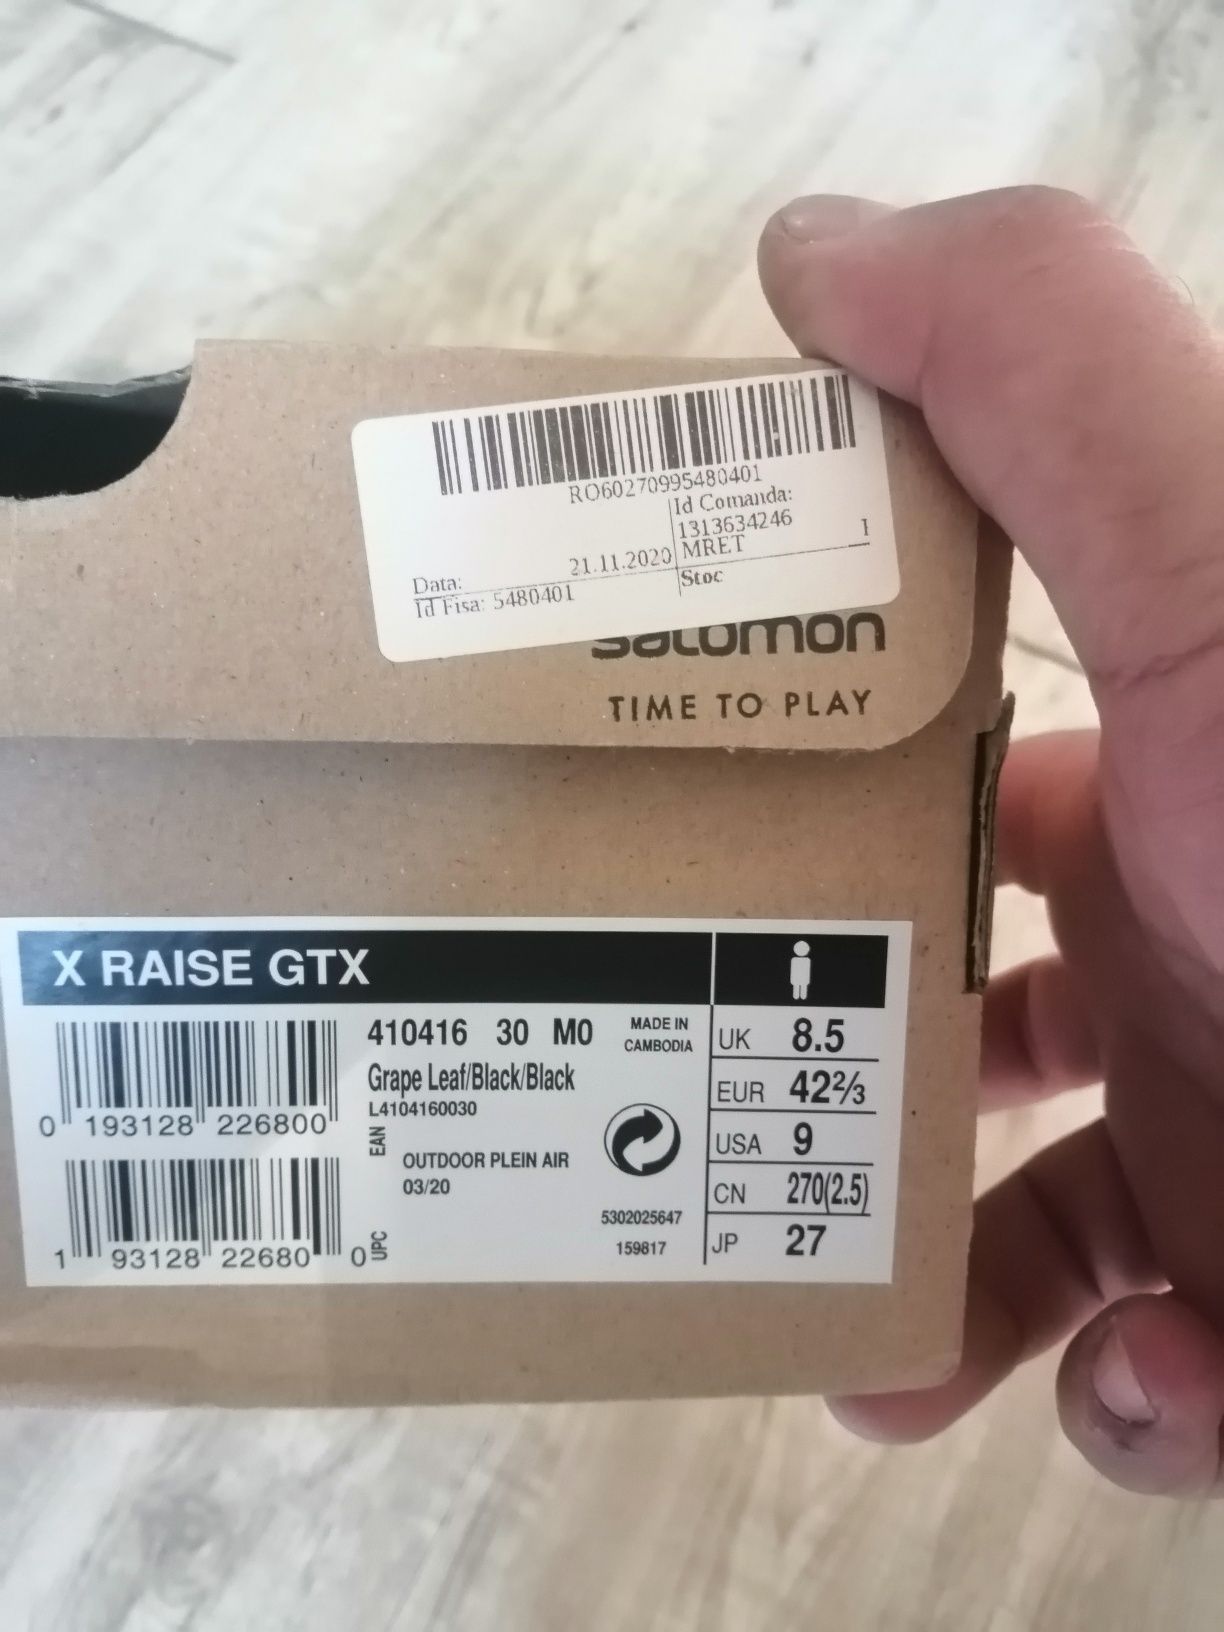 RO60270995480401
Id Comanda:
1313634246
Data: 21.11.2020 MRET I
Id Fisa: 5480401 Stoc
salomon
TIME TO PLAY
X RAISE GTX
410416 30 M0
MADE IN
CAMBODIA
Grape Leaf/Black/Black
L4104160030
0 193128 226800
EAN
OUTDOOR PLEIN AIR
03/20
5302025647
159817
1 93128 22680 0
UPC
UK 8.5
EUR 42⅔
USA 9
CN 270(2.5)
JP 27